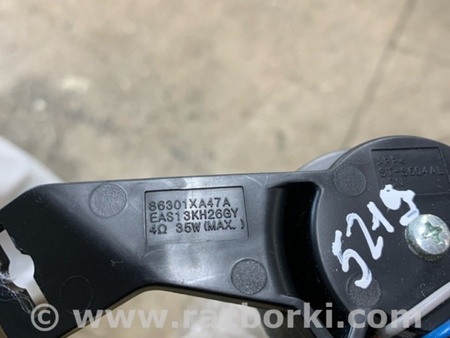 86301XA47A
EAS13KH26GY
4Ω 35W(MAX.)
5219
© www.razborki.com